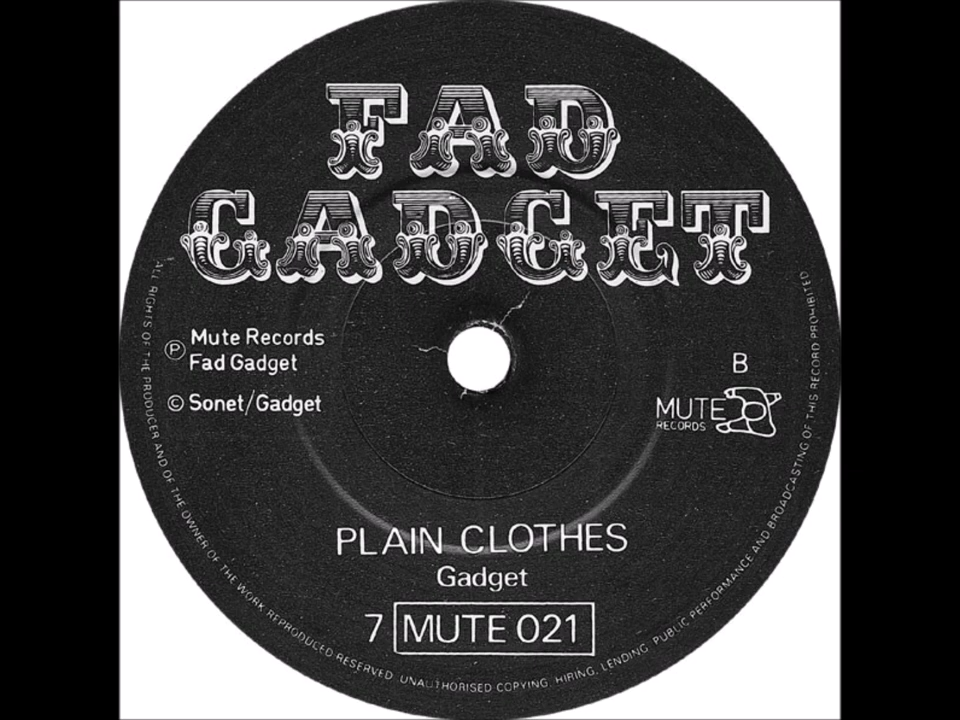 FAD
GADGET
Ⓟ Mute Records
Fad Gadget
© Sonet/Gadget
B
MUTE
RECORDS
PLAIN CLOTHES
Gadget
7 MUTE 021
ALL RIGHTS OF THE PRODUCER AND OF THE OWNER OF THE WORK REPRODUCED RESERVED. UNAUTHORISED COPYING, HIRING, LENDING, PUBLIC PERFORMANCE AND BROADCASTING OF THIS RECORD PROHIBITED